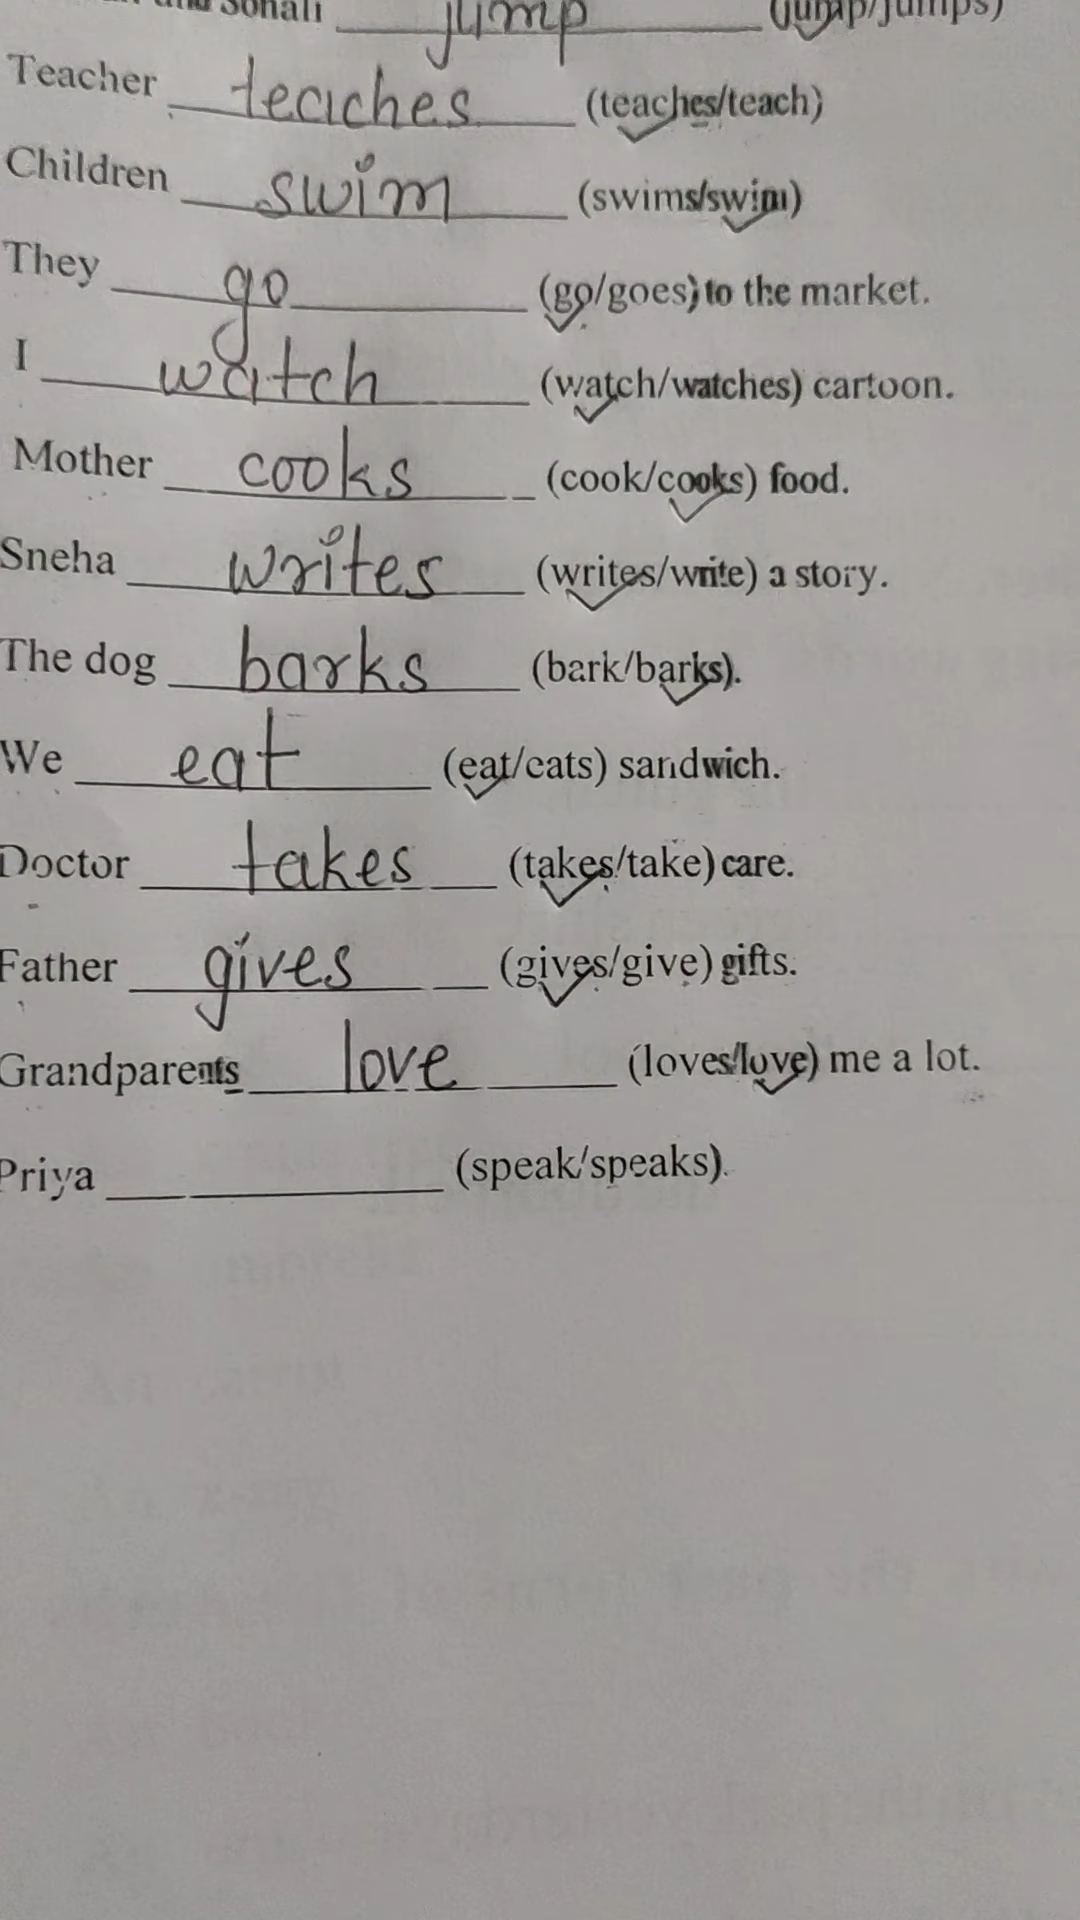 and Sonali jump (jump/jumps)
Teacher teaches (teaches/teach)
Children swim (swims/swim)
They go (go/goes) to the market.
I watch (watch/watches) cartoon.
Mother cooks (cook/cooks) food.
Sneha writes (writes/write) a story.
The dog barks (bark/barks).
We eat (eat/eats) sandwich.
Doctor takes (takes/take) care.
Father gives (gives/give) gifts.
Grandparents love (loves/love) me a lot.
Priya (speak/speaks).